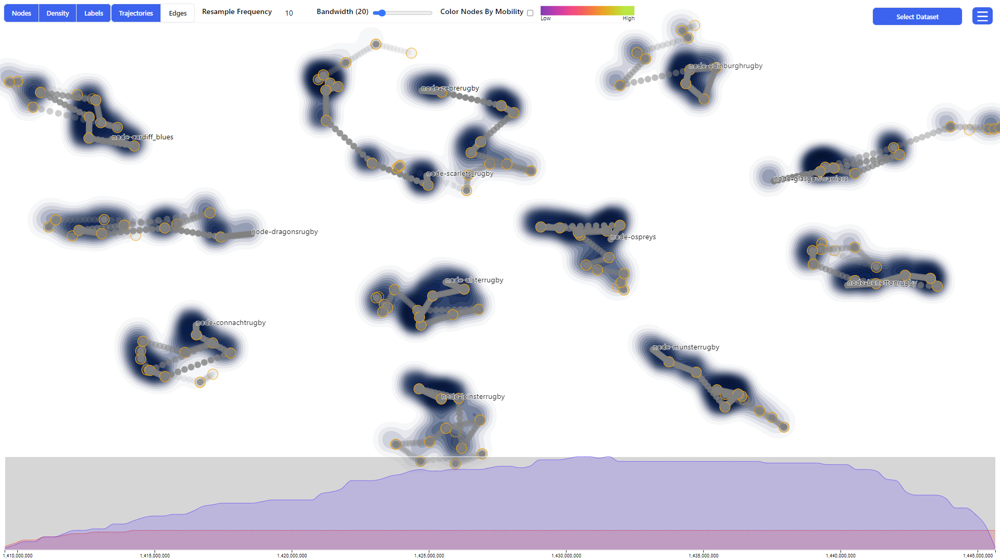 Nodes Density Labels Trajectories Edges Resample Frequency 10 Bandwidth (20) Color Nodes By Mobility Low High Select Dataset
node-edinburghrugby
node-zebrerugby
node-cardiff_blues
node-scarlets_rugby
node-glasgowwarriors
node-dragonsrugby
node-ospreys
node-ulsterrugby
node-benettonrugby
node-connachtrugby
node-munsterrugby
node-leinsterrugby
1,410,000,000 1,415,000,000 1,420,000,000 1,425,000,000 1,430,000,000 1,435,000,000 1,440,000,000 1,445,000,000